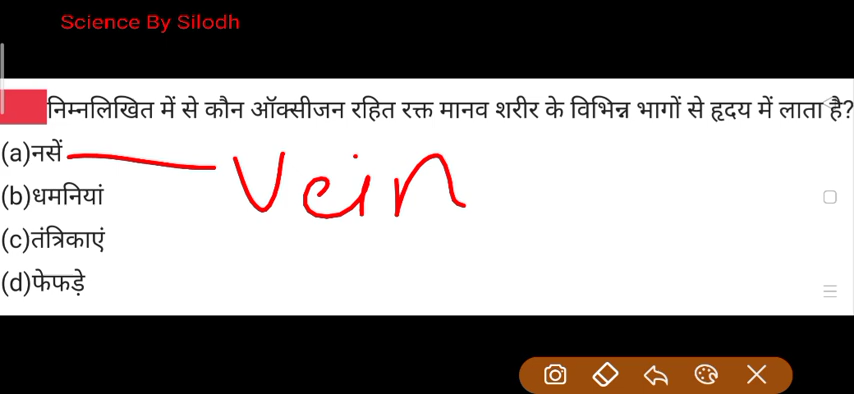 Science By Silodh
निम्नलिखित में से कौन ऑक्सीजन रहित रक्त मानव शरीर के विभिन्न भागों से हृदय में लाता है?
(a)नसें Vein
(b)धमनियां
(c)तंत्रिकाएं
(d)फेफड़े